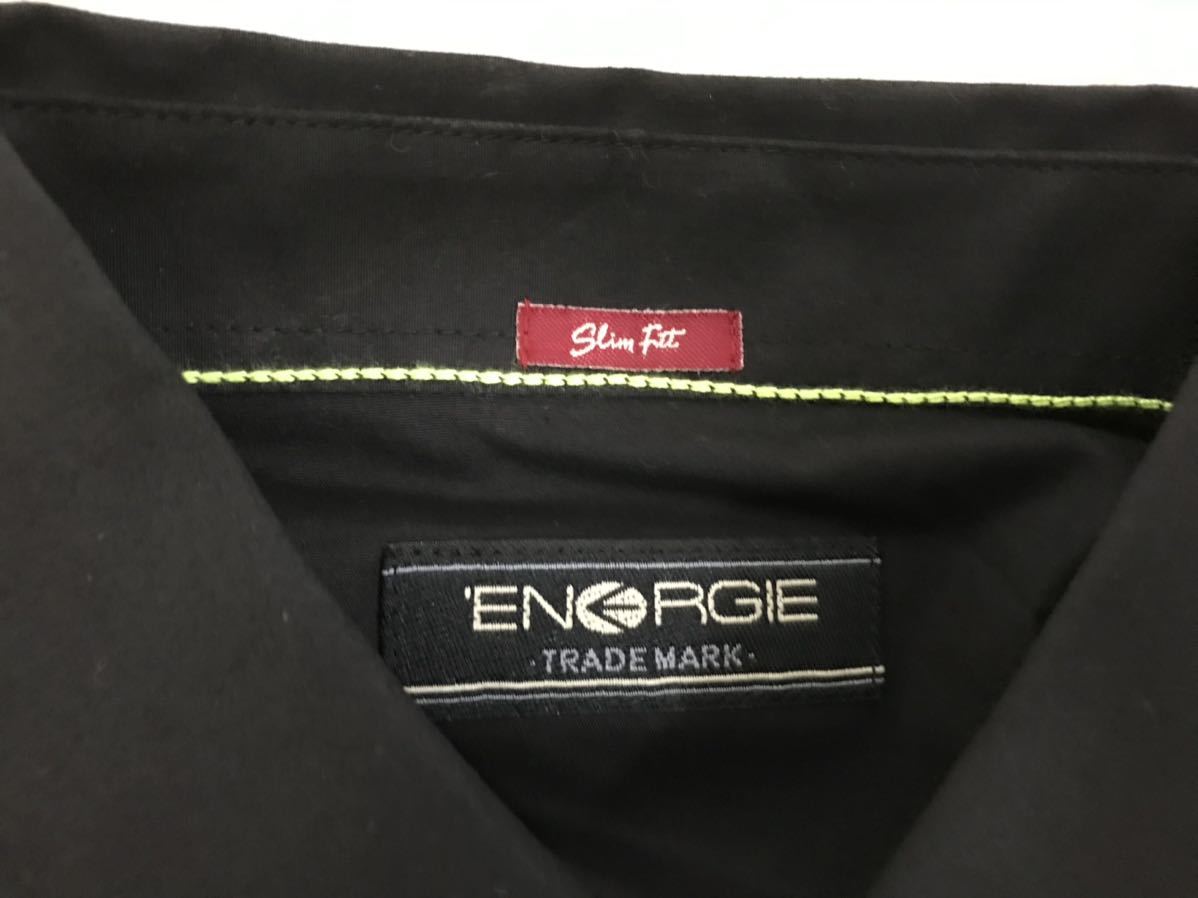 Slim Fit
'ENERGIE
·TRADE MARK·